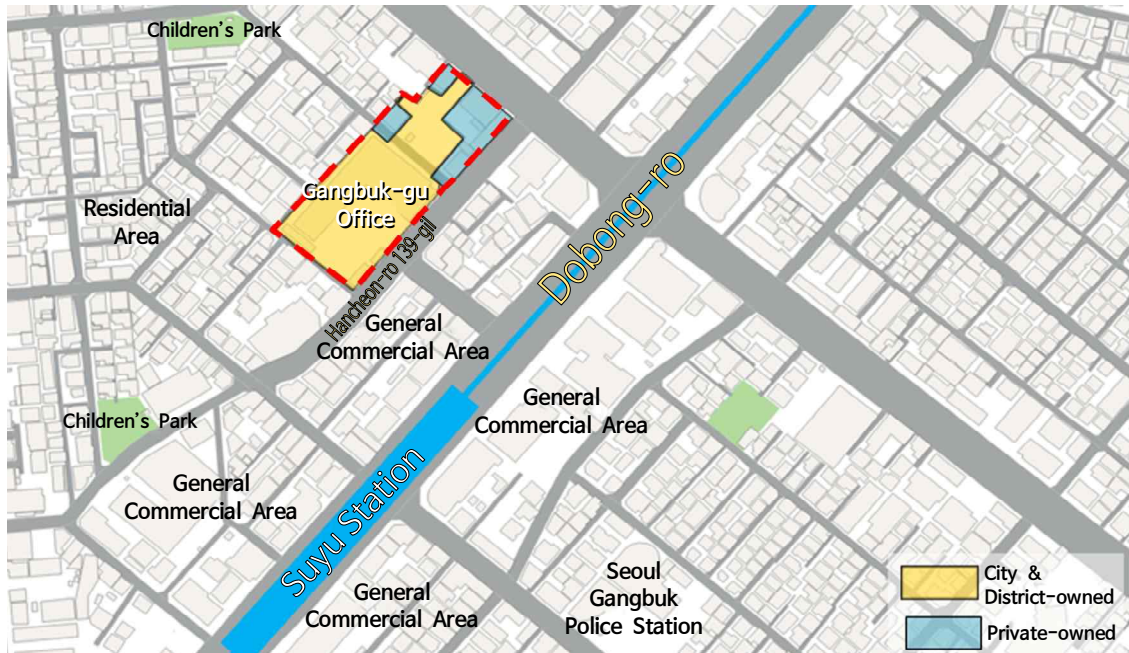 Children's Park
Gangbuk-gu
Office
Residential
Area
Hancheon-ro 139-gil
Dobong-ro
General
Commercial Area
General
Commercial Area
Children's Park
General
Commercial Area
Suyu Station
General
Commercial Area
Seoul
Gangbuk
Police Station
City &
District-owned
Private-owned